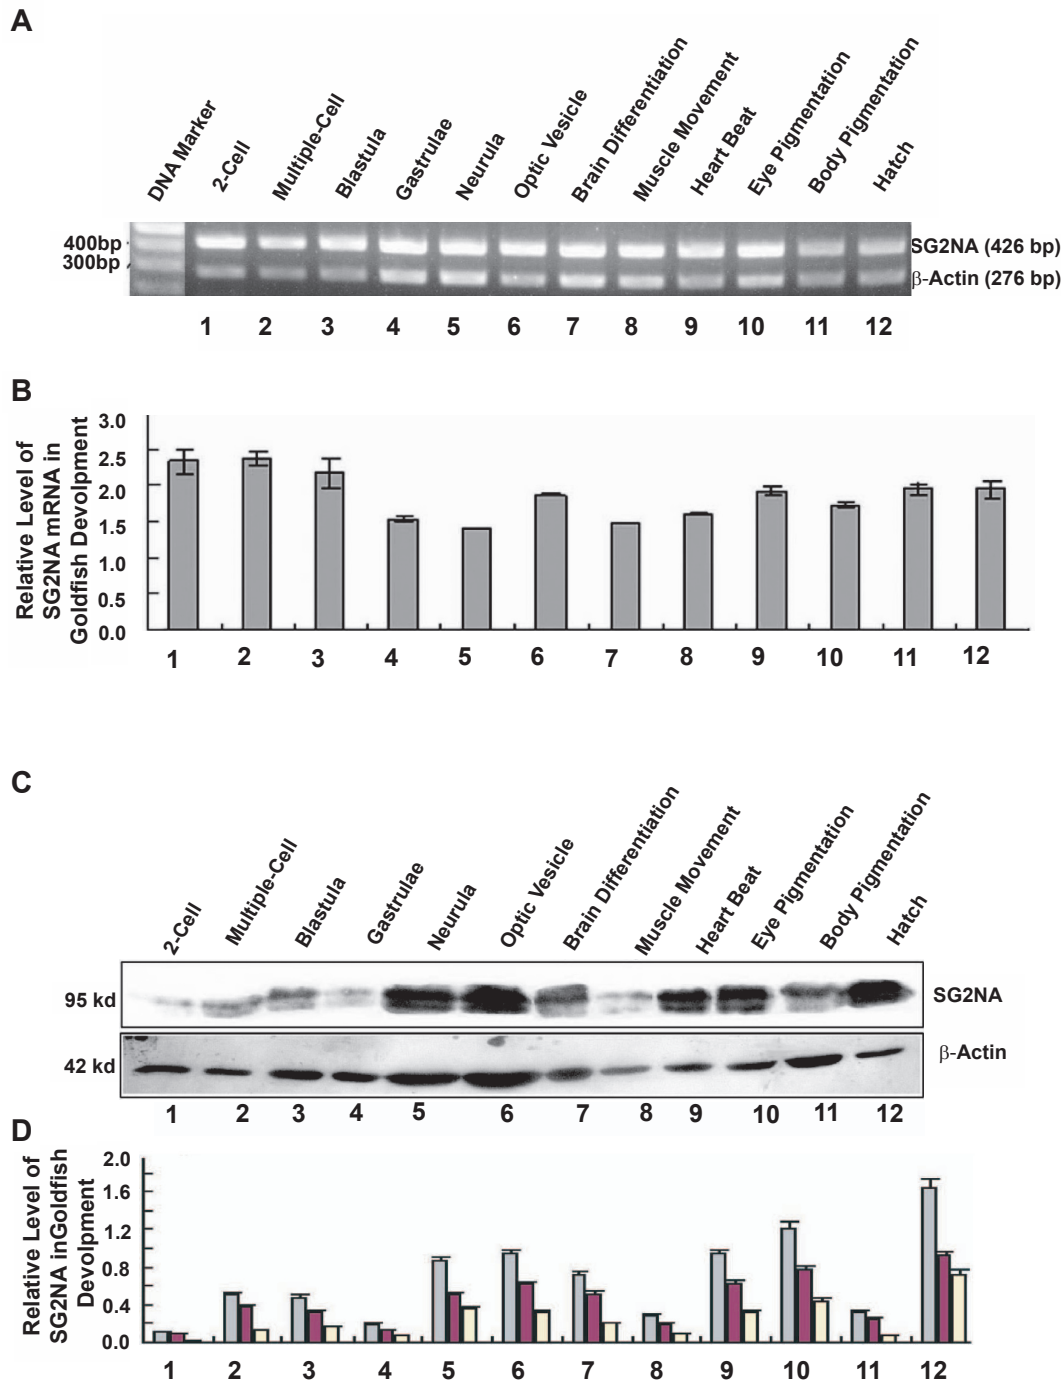 A
DNA Marker
2-Cell
Multiple-Cell
Blastula
Gastrulae
Neurula
Optic Vesicle
Brain Differentiation
Muscle Movement
Heart Beat
Eye Pigmentation
Body Pigmentation
Hatch
400bp
300bp
SG2NA (426 bp)
β-Actin (276 bp)
1 2 3 4 5 6 7 8 9 10 11 12
B
Relative Level of
SG2NA mRNA in
Goldfish Devolpment
3.0
2.5
2.0
1.5
1.0
0.5
0.0
1 2 3 4 5 6 7 8 9 10 11 12
C
2-Cell
Multiple-Cell
Blastula
Gastrulae
Neurula
Optic Vesicle
Brain Differentiation
Muscle Movement
Heart Beat
Eye Pigmentation
Body Pigmentation
Hatch
95 kd
SG2NA
42 kd
β-Actin
1 2 3 4 5 6 7 8 9 10 11 12
D
Relative Level of
SG2NA inGoldfish
Devolpment
2.0
1.6
1.2
0.8
0.4
0.0
1 2 3 4 5 6 7 8 9 10 11 12